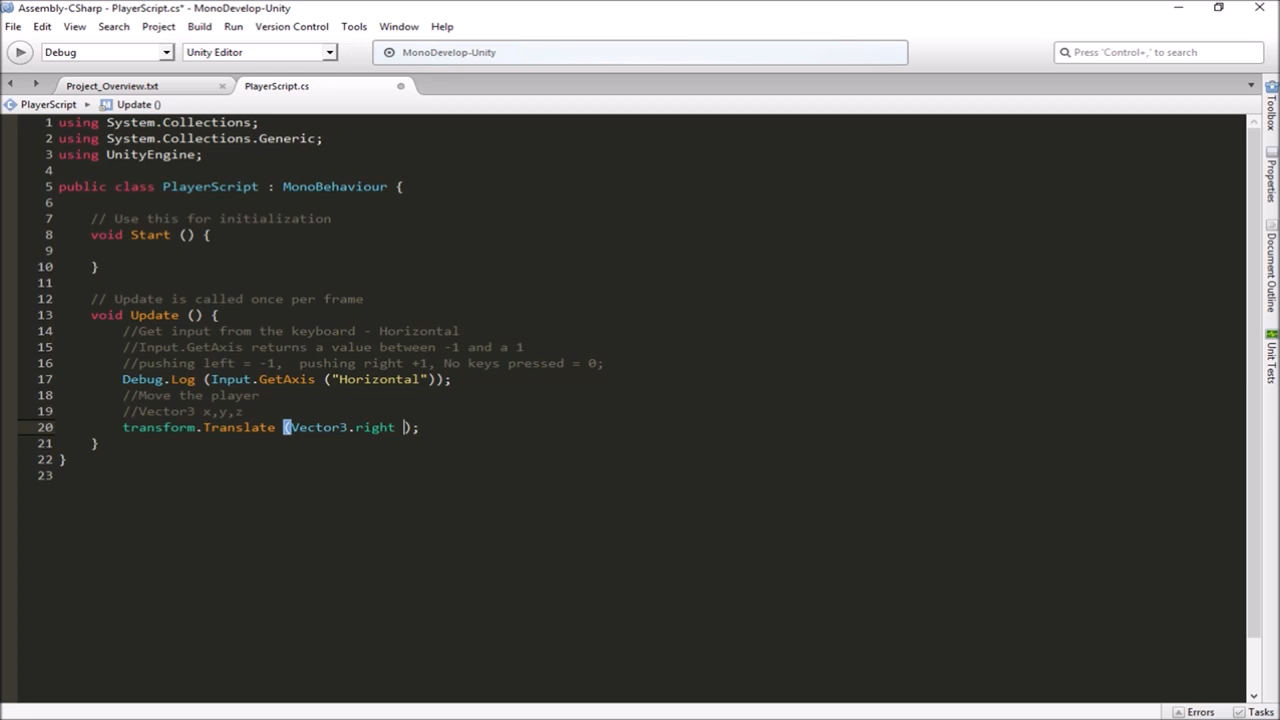 Assembly-CSharp - PlayerScript.cs* - MonoDevelop-Unity
File Edit View Search Project Build Run Version Control Tools Window Help
Debug Unity Editor MonoDevelop-Unity Press 'Control+,' to search
Project_Overview.txt PlayerScript.cs
PlayerScript Update ()
1 using System.Collections;
2 using System.Collections.Generic;
3 using UnityEngine;
4
5 public class PlayerScript : MonoBehaviour {
6
7 // Use this for initialization
8 void Start () {
9
10 }
11
12 // Update is called once per frame
13 void Update () {
14 //Get input from the keyboard - Horizontal
15 //Input.GetAxis returns a value between -1 and a 1
16 //pushing left = -1,  pushing right +1, No keys pressed = 0;
17 Debug.Log (Input.GetAxis ("Horizontal"));
18 //Move the player
19 //Vector3 x,y,z
20 transform.Translate (Vector3.right );
21 }
22 }
23
Toolbox
Properties
Document Outline
Unit Tests
Errors Tasks